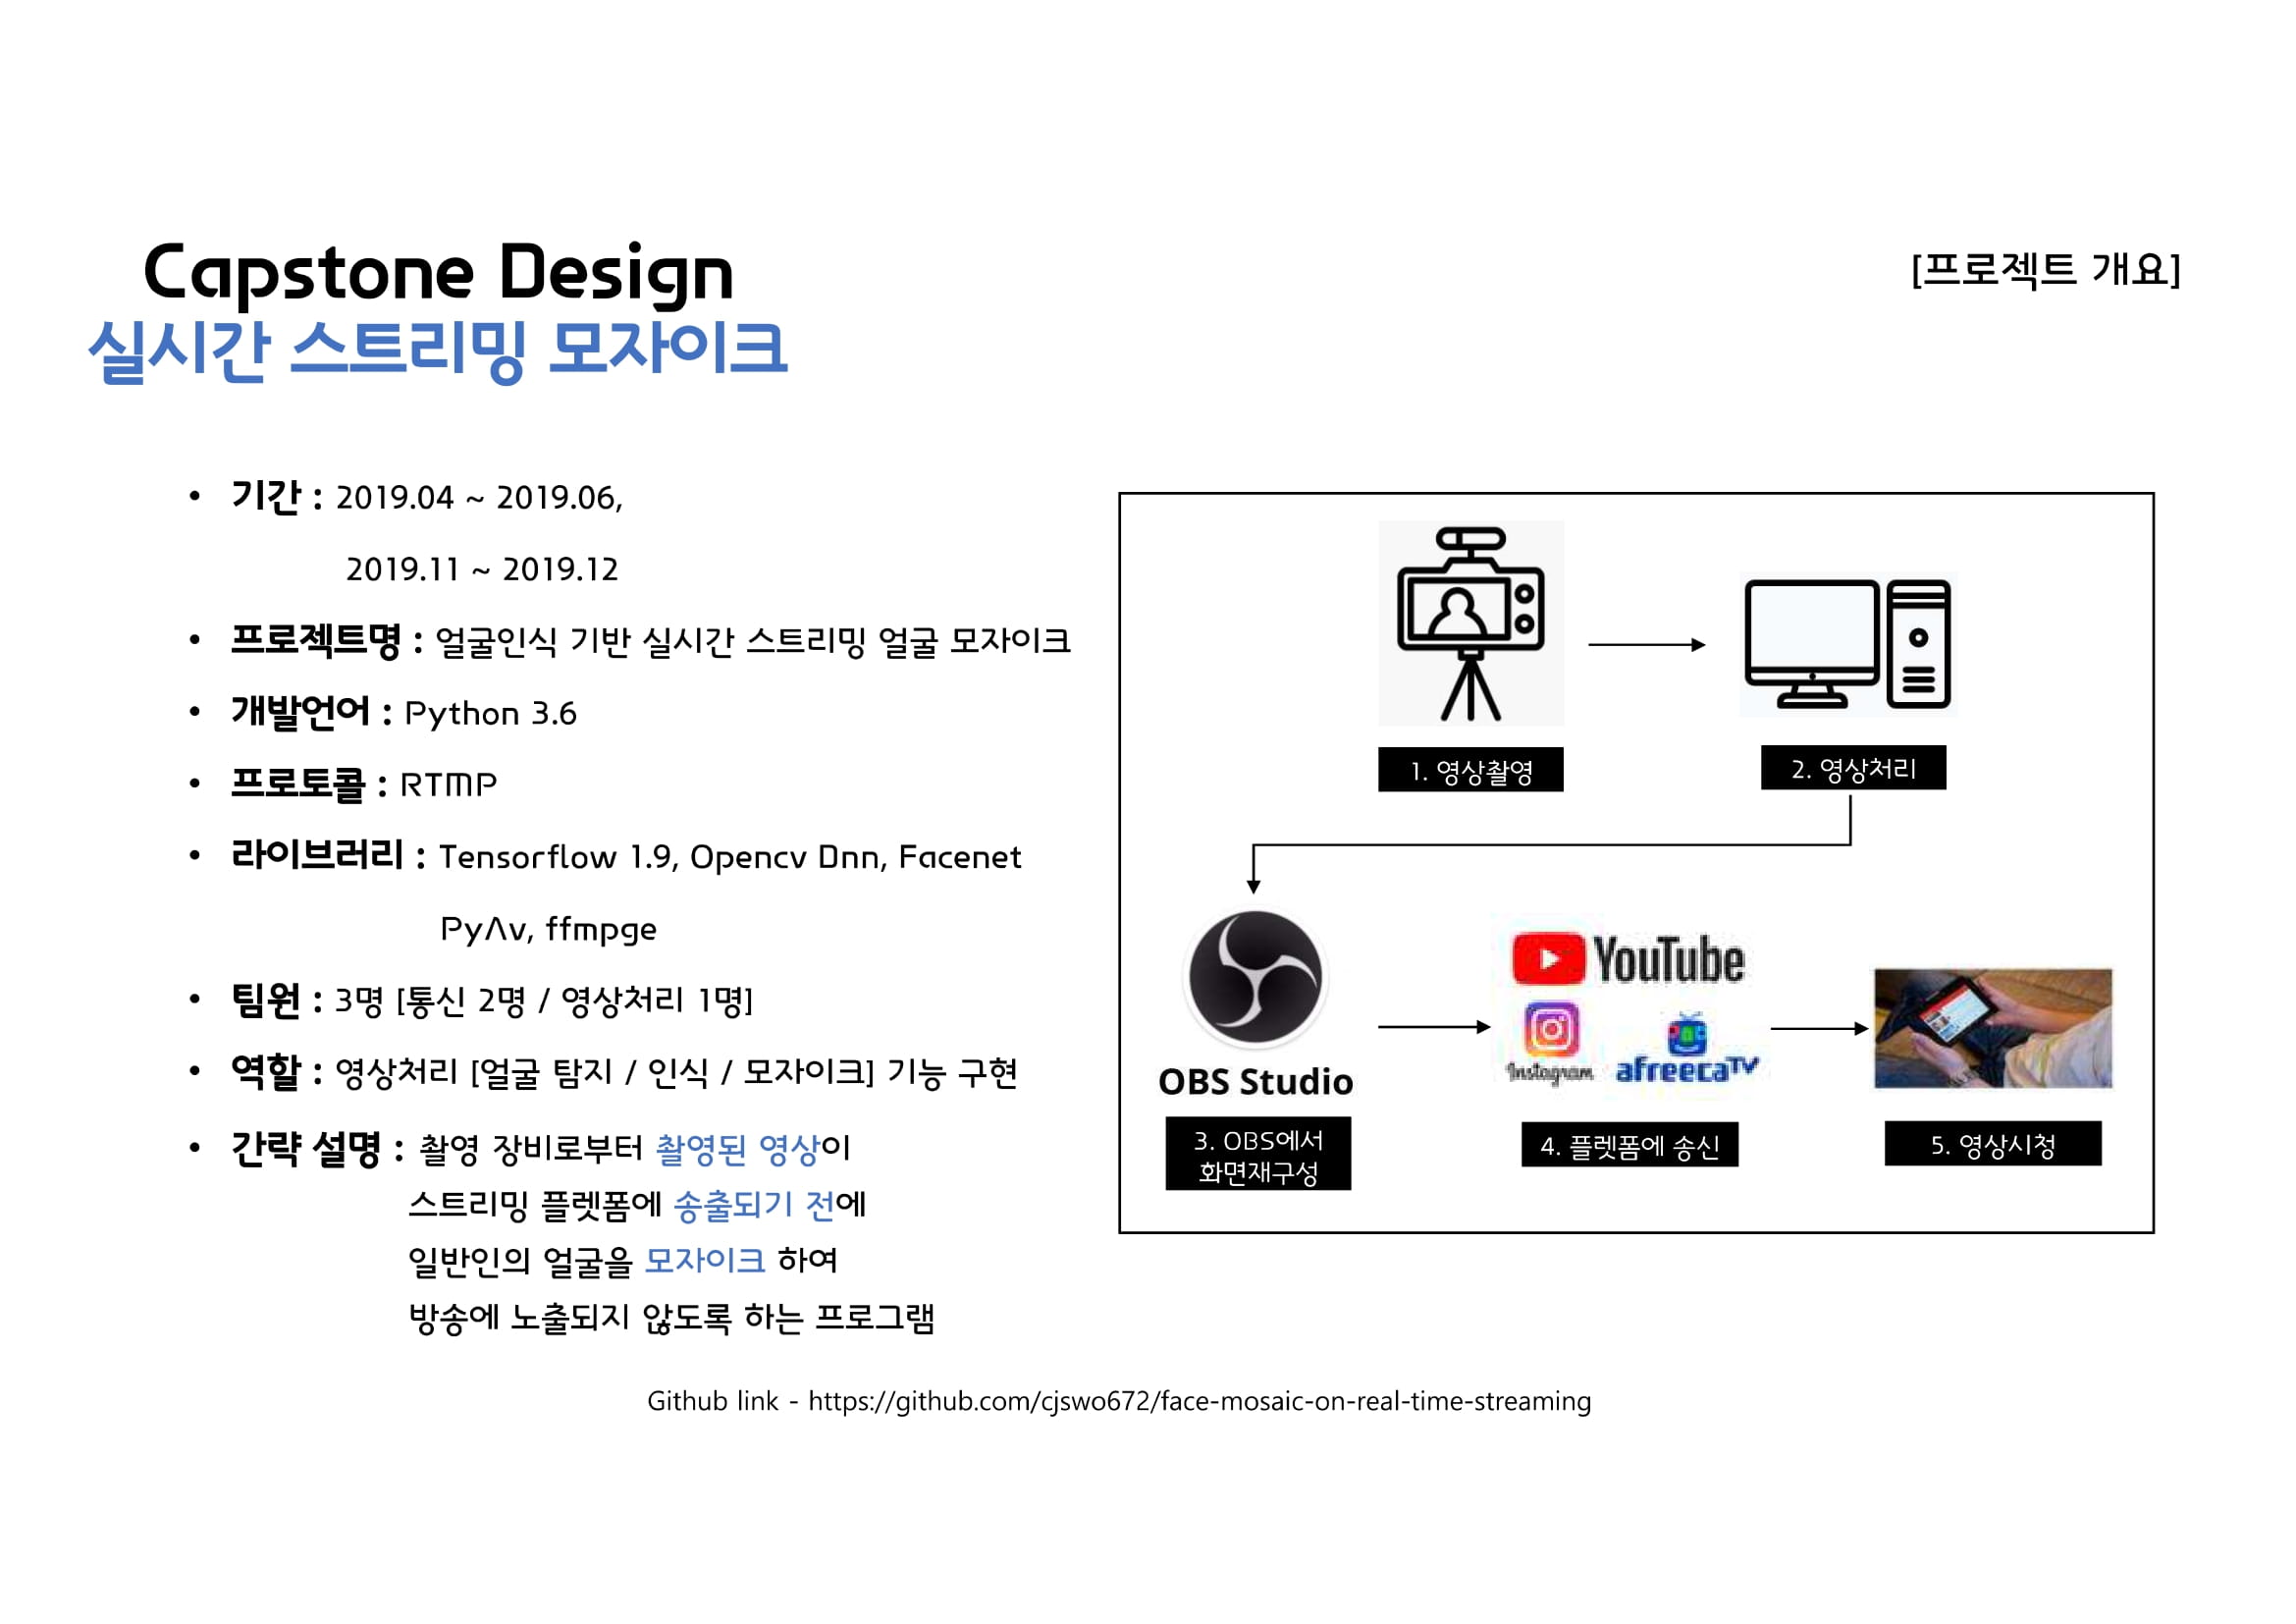 Capstone Design
실시간 스트리밍 모자이크
[프로젝트 개요]
• 기간 : 2019.04 ~ 2019.06,
2019.11 ~ 2019.12
• 프로젝트명 : 얼굴인식 기반 실시간 스트리밍 얼굴 모자이크
• 개발언어 : Python 3.6
• 프로토콜 : RTMP
• 라이브러리 : Tensorflow 1.9, Opencv Dnn, Facenet
PyAv, ffmpge
• 팀원 : 3명 [통신 2명 / 영상처리 1명]
• 역할 : 영상처리 [얼굴 탐지 / 인식 / 모자이크] 기능 구현
• 간략 설명 : 촬영 장비로부터 촬영된 영상이
스트리밍 플렛폼에 송출되기 전에
일반인의 얼굴을 모자이크 하여
방송에 노출되지 않도록 하는 프로그램
1. 영상촬영
2. 영상처리
OBS Studio
3. OBS에서
화면재구성
YouTube
Instagram
afreecaTV
4. 플렛폼에 송신
5. 영상시청
Github link - https://github.com/cjswo672/face-mosaic-on-real-time-streaming